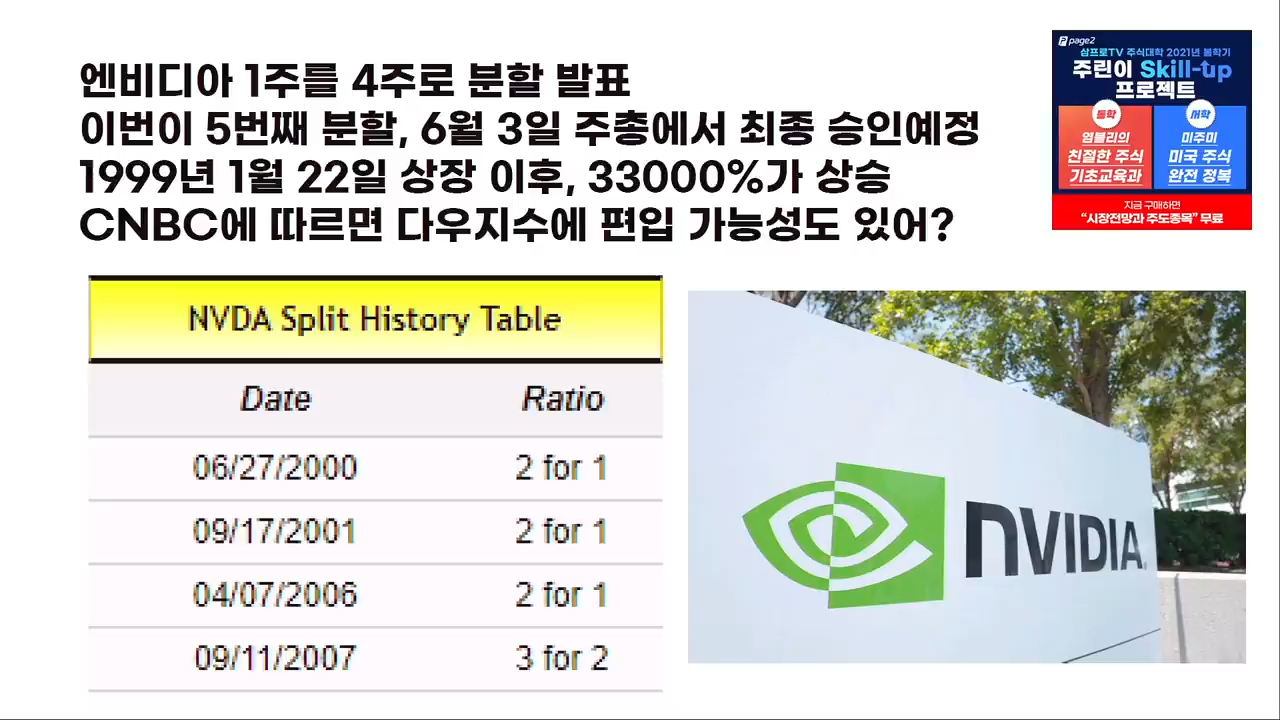 엔비디아 1주를 4주로 분할 발표
이번이 5번째 분할, 6월 3일 주총에서 최종 승인예정
1999년 1월 22일 상장 이후, 33000%가 상승
CNBC에 따르면 다우지수에 편입 가능성도 있어?
page2
삼프로TV 주식대학 2021년 봄학기
주린이 Skill-up
프로젝트
동학
염블리의
친절한 주식
기초교육과
서학
미주미
미국 주식
완전 정복
지금 구매하면
“시장전망과 주도종목” 무료
NVDA Split History Table
Date Ratio
06/27/2000 2 for 1
09/17/2001 2 for 1
04/07/2006 2 for 1
09/11/2007 3 for 2
NVIDIA.